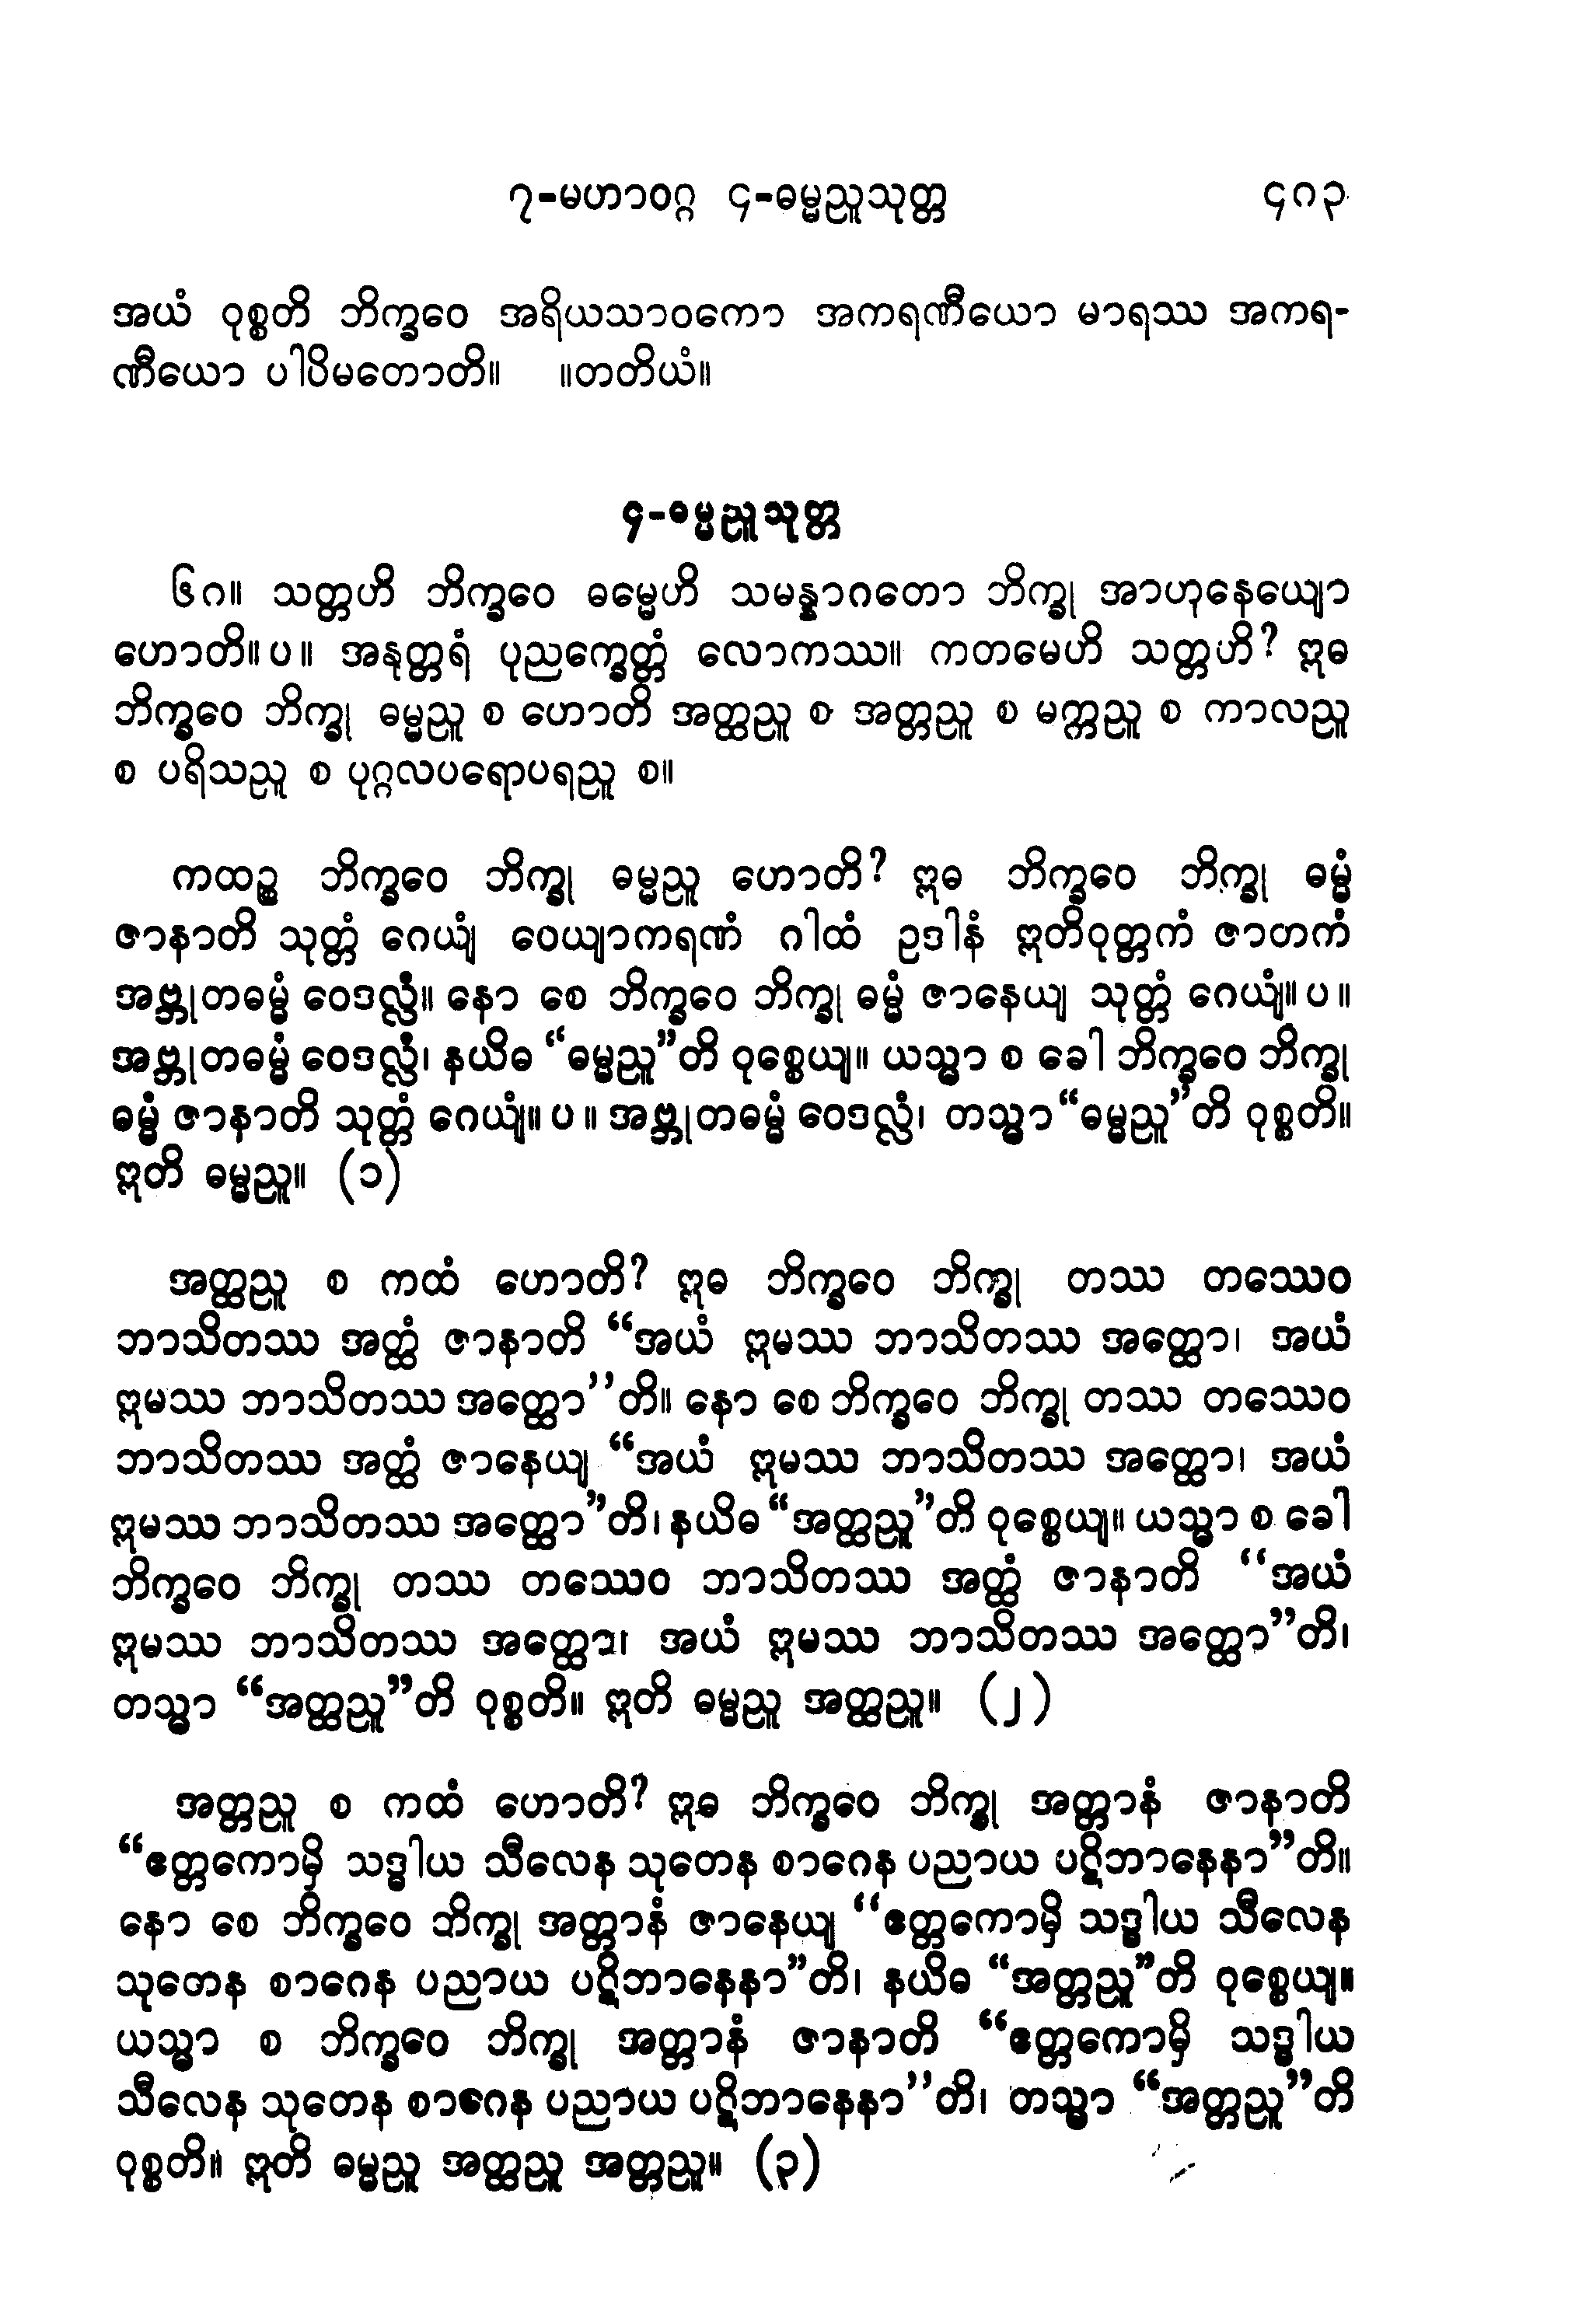 ၇-မဟာဝဂ္ဂ ၄-ဓမ္မညူသုတ္တ ၄ဂ၃
အယံ ဝုစ္စတိ ဘိက္ခဝေ အရိယသာဝကော အကရဏီယော မာရဿ အကရ-
ဏီယော ပါပိမတောတိ။ ။တတိယံ။
၄-ဓမ္မညူသုတ္တ
၆ဂ။ သတ္တဟိ ဘိက္ခဝေ ဓမ္မေဟိ သမန္နာဂတော ဘိက္ခု အာဟုနေယျော
ဟောတိ။ပ။ အနုတ္တရံ ပုညက္ခေတ္တံ လောကဿ။ ကတမေဟိ သတ္တဟိ? ဣဓ
ဘိက္ခဝေ ဘိက္ခု ဓမ္မညူ စ ဟောတိ အတ္ထညူ စ အတ္တညူ စ မတ္တညူ စ ကာလညူ
စ ပရိသညူ စ ပုဂ္ဂလပရောပရညူ စ။
ကထဉ္စ ဘိက္ခဝေ ဘိက္ခု ဓမ္မညူ ဟောတိ? ဣဓ ဘိက္ခဝေ ဘိက္ခု ဓမ္မံ
ဇာနာတိ သုတ္တံ ဂေယျံ ဝေယျာကရဏံ ဂါထံ ဥဒါနံ ဣတိဝုတ္တကံ ဇာတကံ
အဗ္ဘုတဓမ္မံ ဝေဒလ္လံ။ နော စေ ဘိက္ခဝေ ဘိက္ခု ဓမ္မံ ဇာနေယျ သုတ္တံ ဂေယျံ။ပ။
အဗ္ဘုတဓမ္မံ ဝေဒလ္လံ၊ နယိဓ “ဓမ္မညူ”တိ ဝုစ္စေယျ။ ယသ္မာ စ ခေါ ဘိက္ခဝေ ဘိက္ခု
ဓမ္မံ ဇာနာတိ သုတ္တံ ဂေယျံ။ပ။ အဗ္ဘုတဓမ္မံ ဝေဒလ္လံ၊ တသ္မာ“ဓမ္မညူ”တိ ဝုစ္စတိ။
ဣတိ ဓမ္မညူ။ (၁)
အတ္ထညူ စ ကထံ ဟောတိ? ဣဓ ဘိက္ခဝေ ဘိက္ခု တဿ တဿေဝ
ဘာသိတဿ အတ္ထံ ဇာနာတိ “အယံ ဣမဿ ဘာသိတဿ အတ္ထော၊ အယံ
ဣမဿ ဘာသိတဿ အတ္ထော’’တိ။ နော စေ ဘိက္ခဝေ ဘိက္ခု တဿ တဿေဝ
ဘာသိတဿ အတ္ထံ ဇာနေယျ “အယံ ဣမဿ ဘာသိတဿ အတ္ထော၊ အယံ
ဣမဿ ဘာသိတဿ အတ္ထော”တိ၊ နယိဓ “အတ္ထညူ”တိ ဝုစ္စေယျ။ ယသ္မာ စ ခေါ
ဘိက္ခဝေ ဘိက္ခု တဿ တဿေဝ ဘာသိတဿ အတ္ထံ ဇာနာတိ ‘‘အယံ
ဣမဿ ဘာသိတဿ အတ္ထော၊ အယံ ဣမဿ ဘာသိတဿ အတ္ထော”တိ၊
တသ္မာ “အတ္ထညူ”တိ ဝုစ္စတိ။ ဣတိ ဓမ္မညူ အတ္ထညူ။ (၂)
အတ္တညူ စ ကထံ ဟောတိ? ဣဓ ဘိက္ခဝေ ဘိက္ခု အတ္တာနံ ဇာနာတိ
“ဧတ္တကောမှိ သဒ္ဓါယ သီလေန သုတေန စာဂေန ပညာယ ပဋိဘာနေနာ”တိ။
နော စေ ဘိက္ခဝေ ဘိက္ခု အတ္တာနံ ဇာနေယျ ‘‘ဧတ္တကောမှိ သဒ္ဓါယ သီလေန
သုတေန စာဂေန ပညာယ ပဋိဘာနေနာ”တိ၊ နယိဓ “အတ္တညူ”တိ ဝုစ္စေယျ။
ယသ္မာ စ ဘိက္ခဝေ ဘိက္ခု အတ္တာနံ ဇာနာတိ “ဧတ္တကောမှိ သဒ္ဓါယ
သီလေန သုတေန စာဂေန ပညာယ ပဋိဘာနေနာ’’တိ၊ တသ္မာ “အတ္တညူ”တိ
ဝုစ္စတိ။ ဣတိ ဓမ္မညူ အတ္ထညူ အတ္တညူ။ (၃)